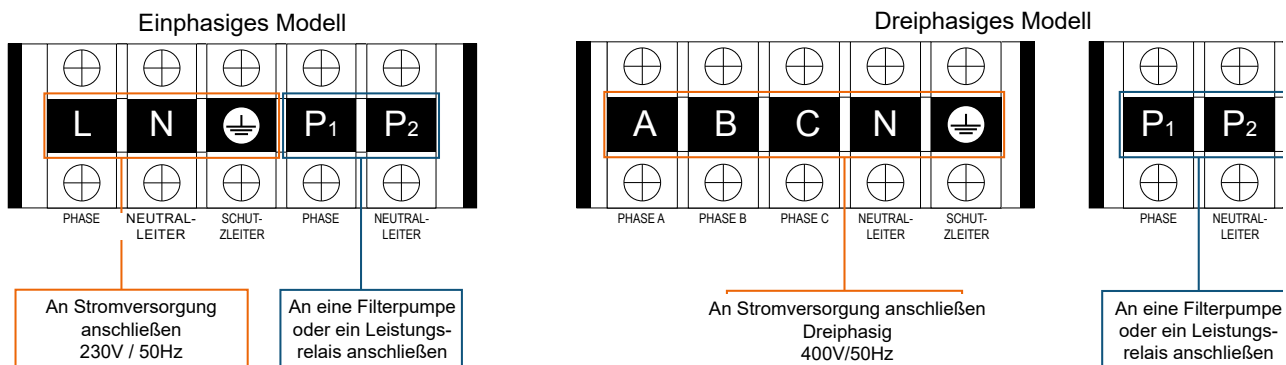 Einphasiges Modell
L N P1 P2
PHASE NEUTRAL- SCHUT- PHASE NEUTRAL-
LEITER ZLEITER LEITER
An Stromversorgung
anschließen
230V / 50Hz
An eine Filterpumpe
oder ein Leistungs-
relais anschließen
Dreiphasiges Modell
A B C N
PHASE A PHASE B PHASE C NEUTRAL- SCHUT-
LEITER ZLEITER
An Stromversorgung anschließen
Dreiphasig
400V/50Hz
P1 P2
PHASE NEUTRAL-
LEITER
An eine Filterpumpe
oder ein Leistungs-
relais anschließen